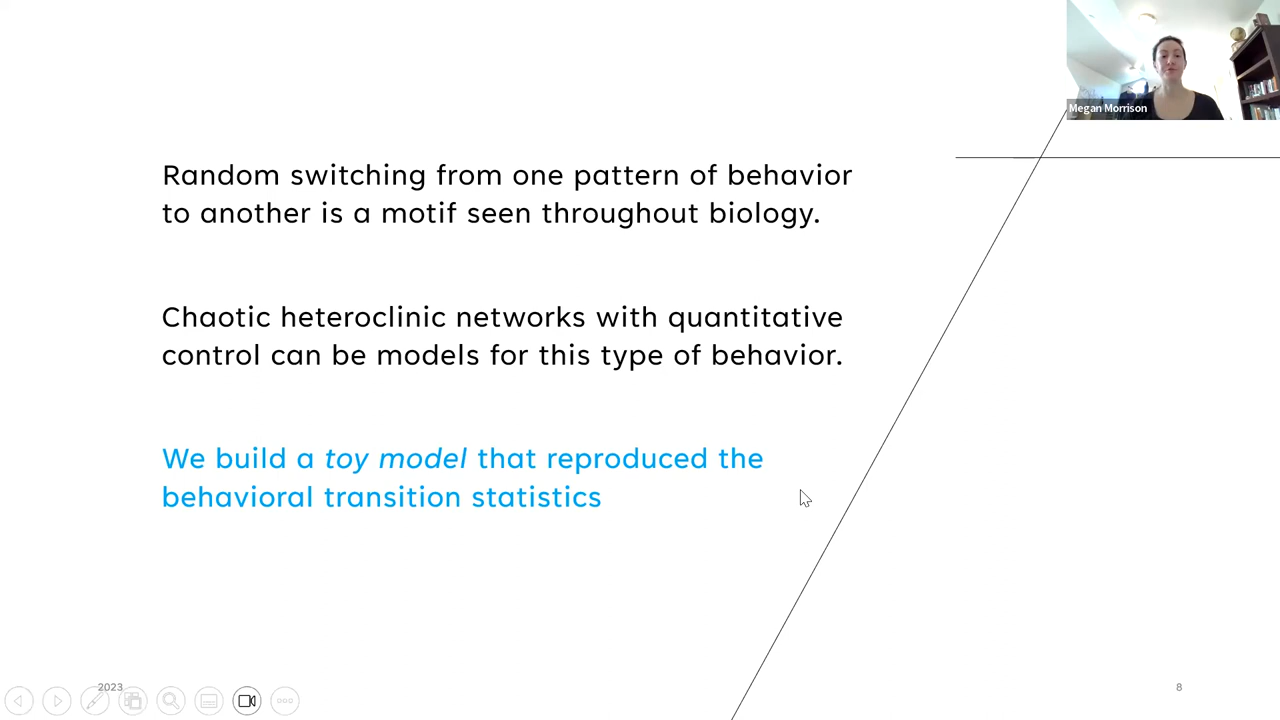 Megan Morrison
Random switching from one pattern of behavior
to another is a motif seen throughout biology.
Chaotic heteroclinic networks with quantitative
control can be models for this type of behavior.
We build a toy model that reproduced the
behavioral transition statistics
2023
8